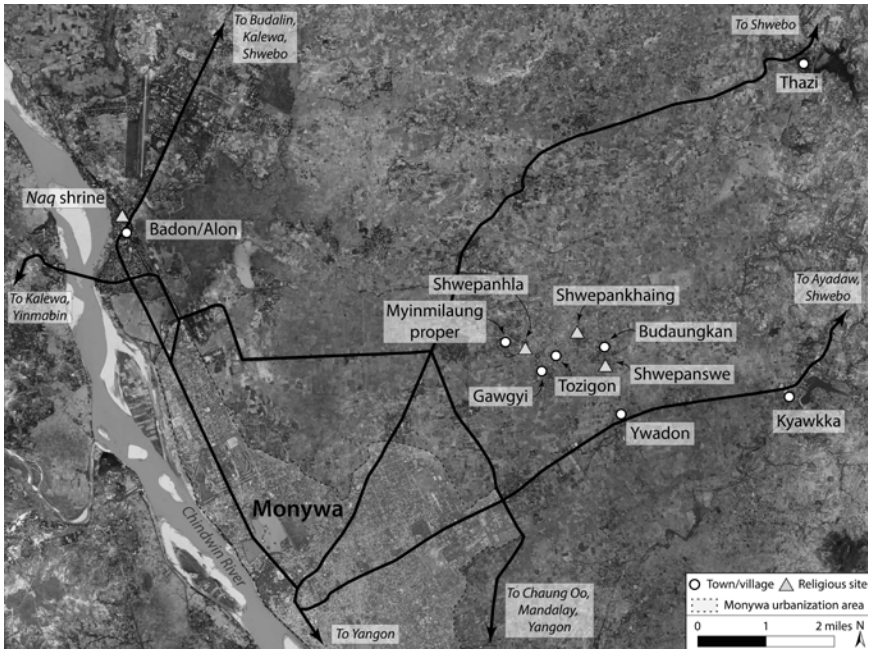 To Budalin,
Kalewa,
Shwebo
To Shwebo
Thazi
Naq shrine
Badon/Alon
To Kalewa,
Yinmabin
Shwepanhla
Shwepankhaing
To Ayadaw,
Shwebo
Myinmilaung
proper
Budaungkan
Gawgyi
Tozigon
Shwepanswe
Kyawkka
Ywadon
Monywa
Chindwin River
To Chaung Oo,
Mandalay,
Yangon
To Yangon
Town/village
Religious site
Monywa urbanization area
0 1 2 miles N